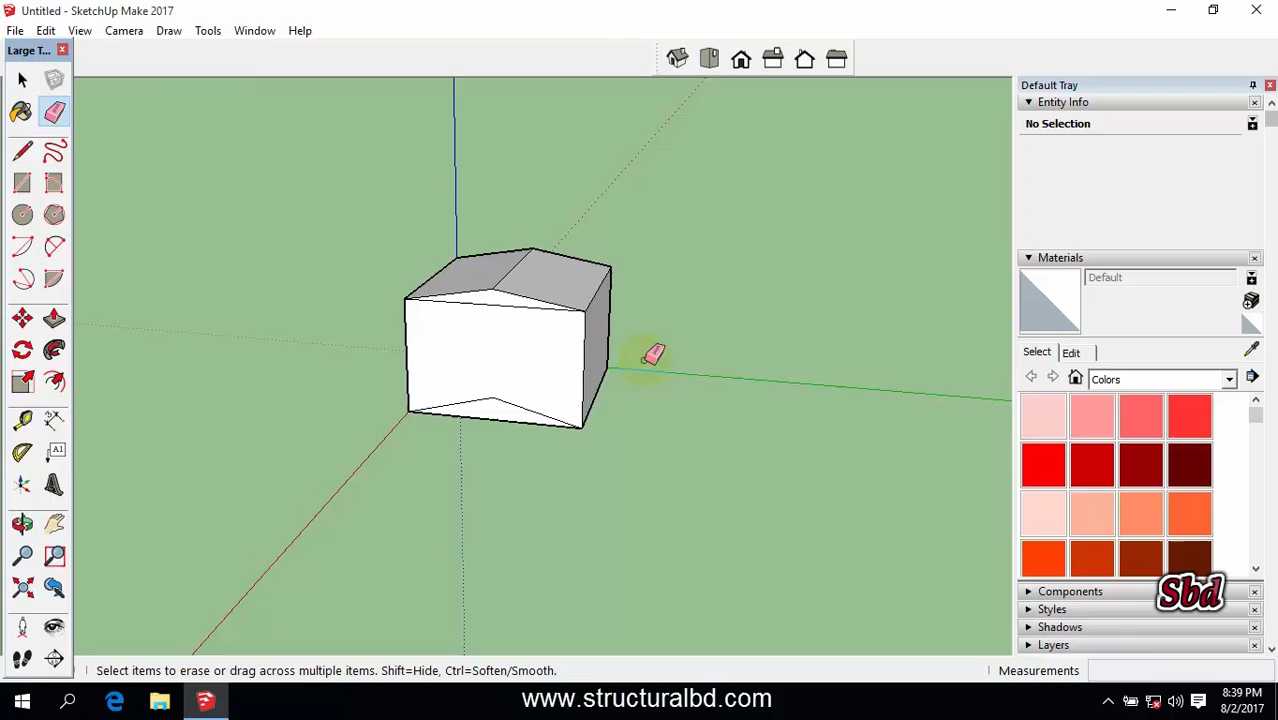 Untitled - SketchUp Make 2017
File Edit View Camera Draw Tools Window Help
Large T...
Default Tray
Entity Info
No Selection
Materials
Default
Select Edit
Colors
A1
Components
Styles
Shadows
Layers
Sbd
Select items to erase or drag across multiple items. Shift=Hide, Ctrl=Soften/Smooth.
Measurements
www.structuralbd.com
8:39 PM
8/2/2017